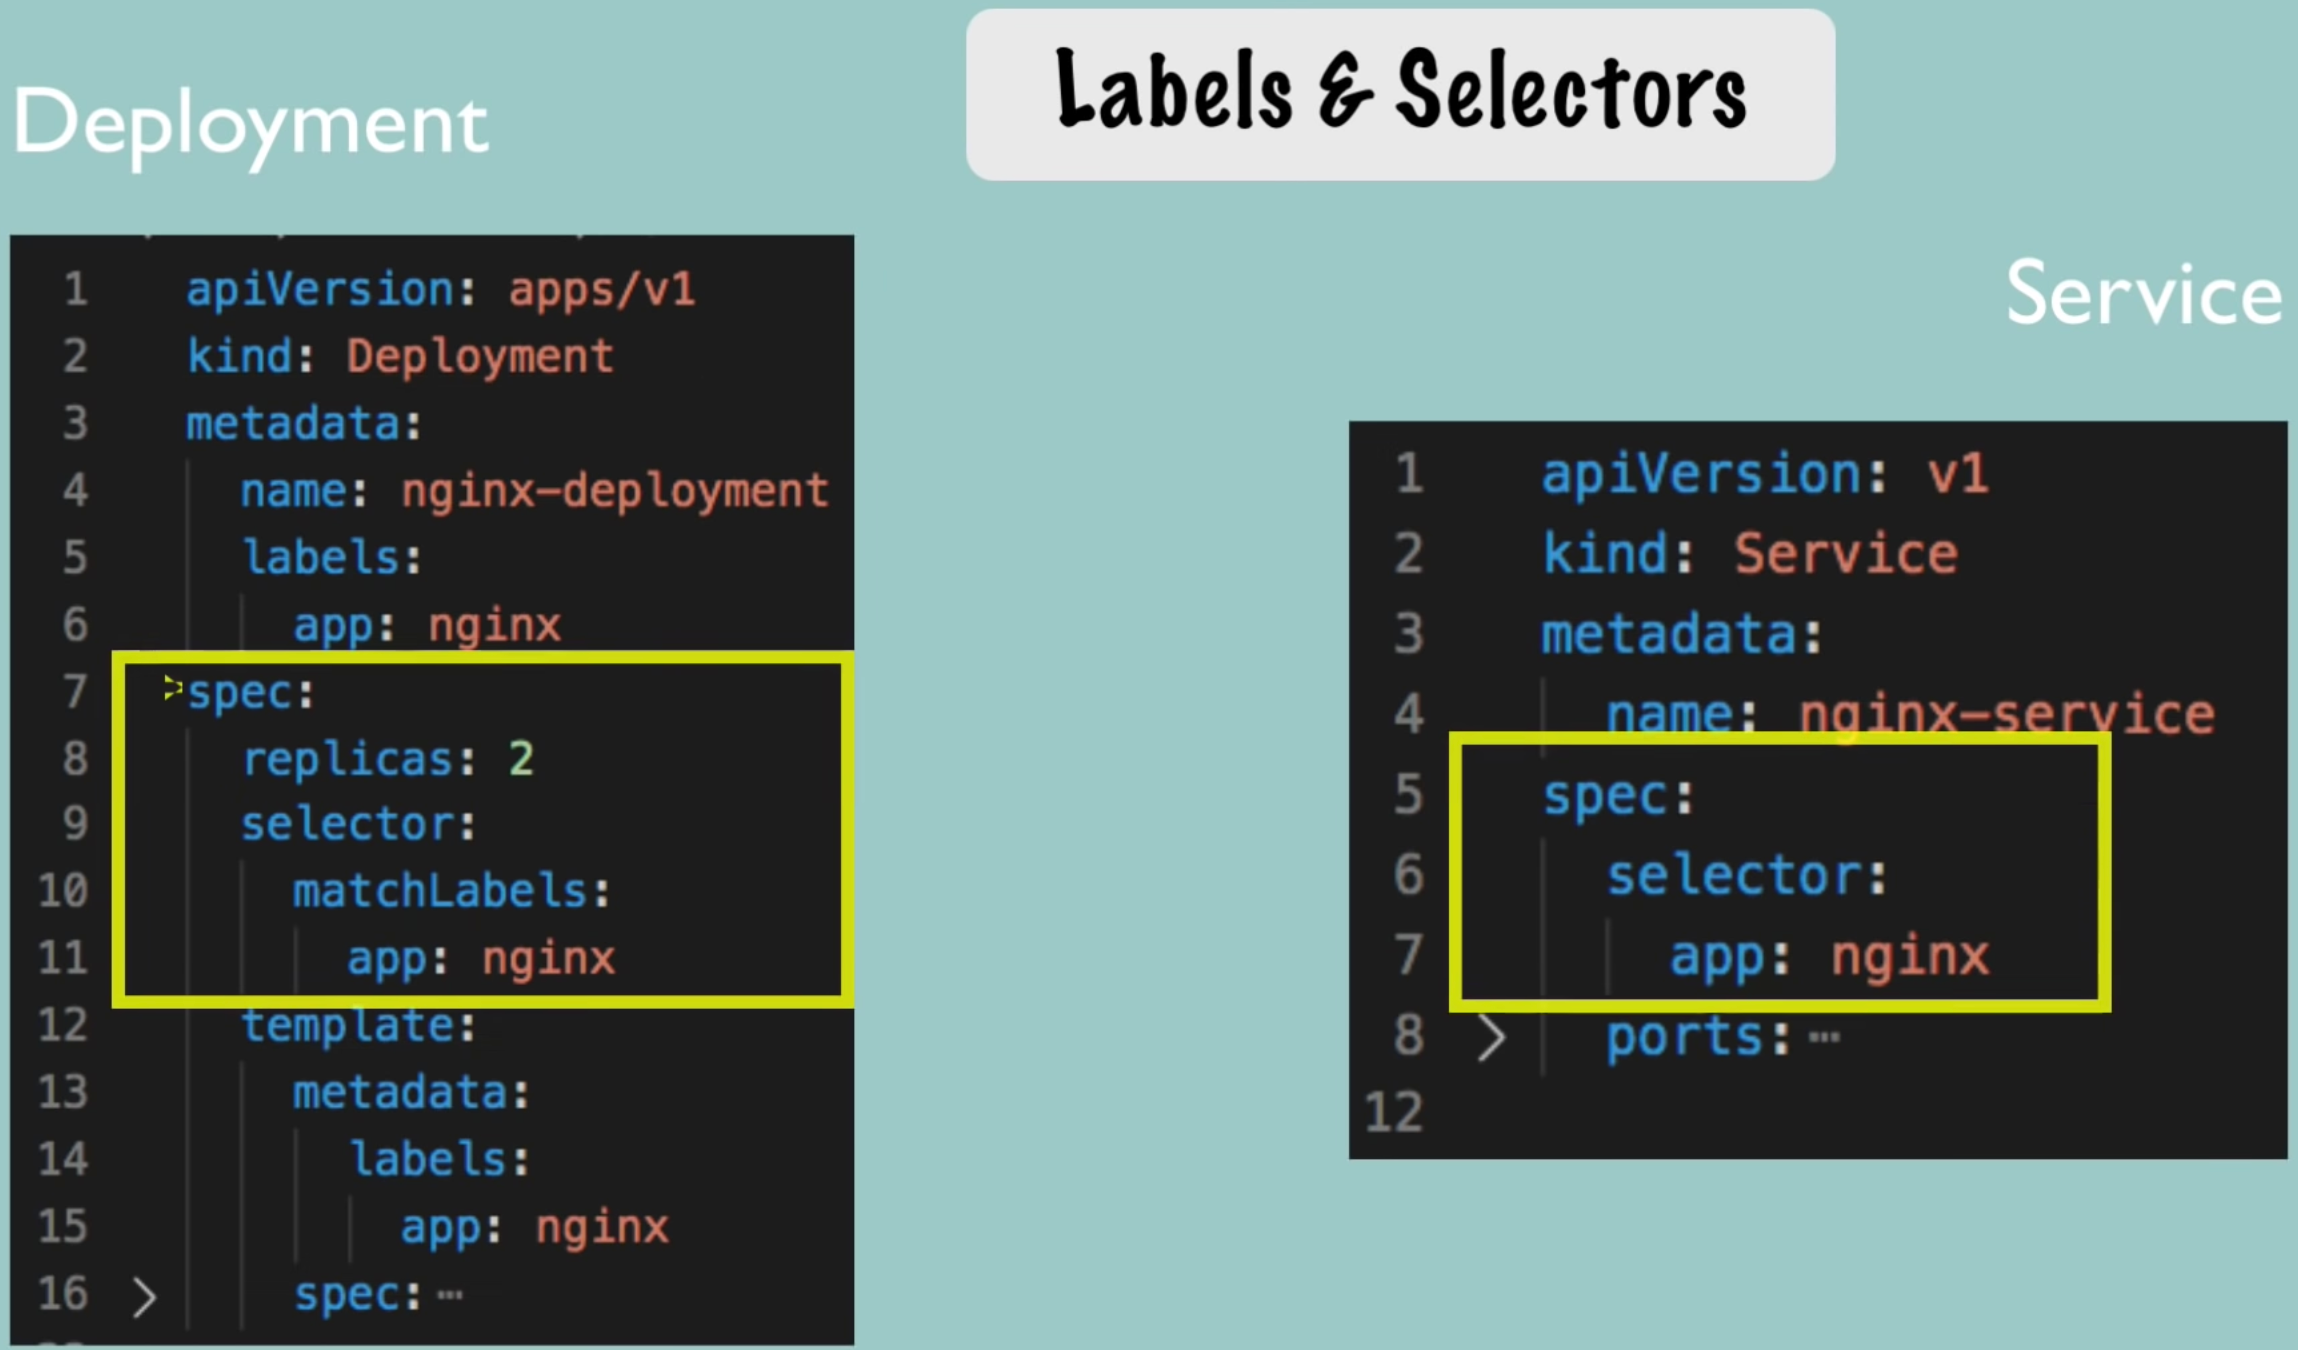 Labels & Selectors
Deployment
1 apiVersion: apps/v1
2 kind: Deployment
3 metadata:
4   name: nginx-deployment
5   labels:
6     app: nginx
7 spec:
8   replicas: 2
9   selector:
10     matchLabels:
11       app: nginx
12   template:
13     metadata:
14       labels:
15         app: nginx
16 >     spec:⋯
Service
1 apiVersion: v1
2 kind: Service
3 metadata:
4   name: nginx-service
5 spec:
6   selector:
7     app: nginx
8 >   ports:⋯
12